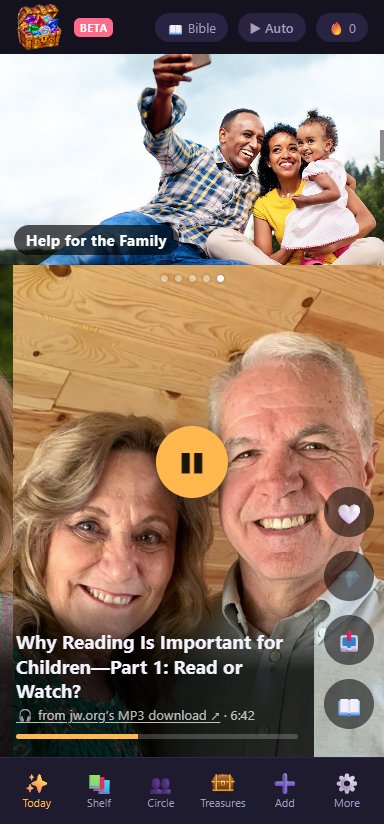 BETA
Bible
Auto
0
Help for the Family
Why Reading Is Important for
Children—Part 1: Read or
Watch?
from jw.org's MP3 download ↗ · 6:42
Today
Shelf
Circle
Treasures
Add
More